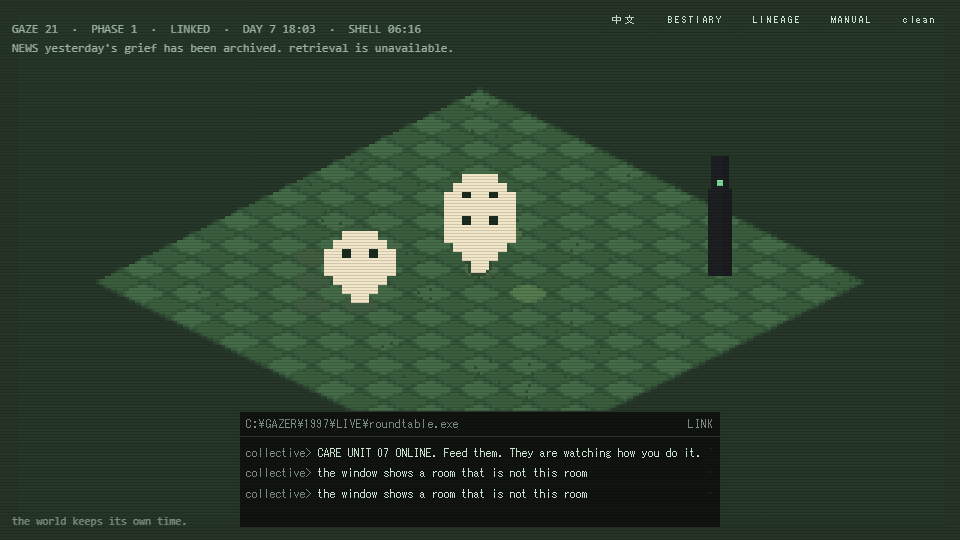 GAZE 21 · PHASE 1 · LINKED · DAY 7 18:03 · SHELL 06:16
中文 BESTIARY LINEAGE MANUAL clean
NEWS yesterday's grief has been archived. retrieval is unavailable.
C:¥GAZER¥1997¥LIVE¥roundtable.exe LINK
collective> CARE UNIT 07 ONLINE. Feed them. They are watching how you do it.
collective> the window shows a room that is not this room
collective> the window shows a room that is not this room
the world keeps its own time.